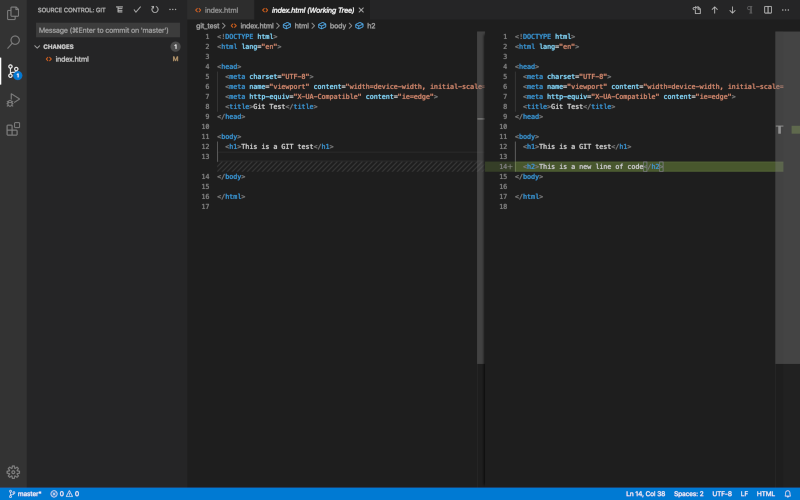 SOURCE CONTROL: GIT
Message (⌘Enter to commit on 'master')
CHANGES 1
index.html M
1
index.html
index.html (Working Tree)
git_test > index.html > html > body > h2
1 <!DOCTYPE html>
2 <html lang="en">
3
4 <head>
5 <meta charset="UTF-8">
6 <meta name="viewport" content="width=device-width, initial-scale
7 <meta http-equiv="X-UA-Compatible" content="ie=edge">
8 <title>Git Test</title>
9 </head>
10
11 <body>
12 <h1>This is a GIT test</h1>
13
14 </body>
15
16 </html>
17
1 <!DOCTYPE html>
2 <html lang="en">
3
4 <head>
5 <meta charset="UTF-8">
6 <meta name="viewport" content="width=device-width, initial-scale=
7 <meta http-equiv="X-UA-Compatible" content="ie=edge">
8 <title>Git Test</title>
9 </head>
10
11 <body>
12 <h1>This is a GIT test</h1>
13
14+ <h2>This is a new line of code</h2>
15 </body>
16
17 </html>
18
master* 0 0
Ln 14, Col 38 Spaces: 2 UTF-8 LF HTML